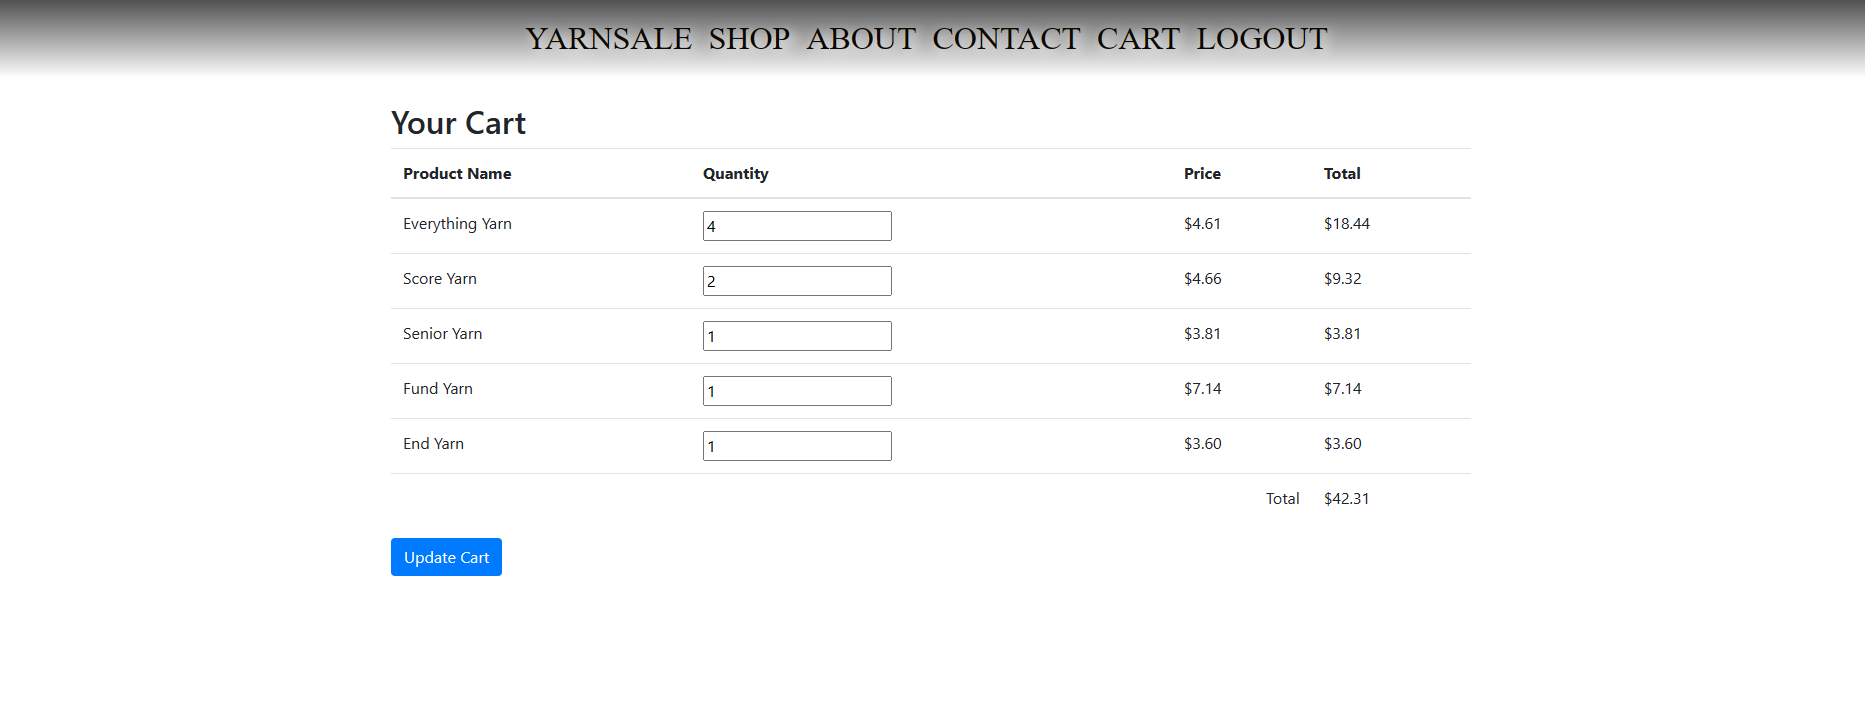 YARNSALE SHOP ABOUT CONTACT CART LOGOUT
Your Cart
Product Name Quantity Price Total
Everything Yarn 4 $4.61 $18.44
Score Yarn 2 $4.66 $9.32
Senior Yarn 1 $3.81 $3.81
Fund Yarn 1 $7.14 $7.14
End Yarn 1 $3.60 $3.60
Total $42.31
Update Cart